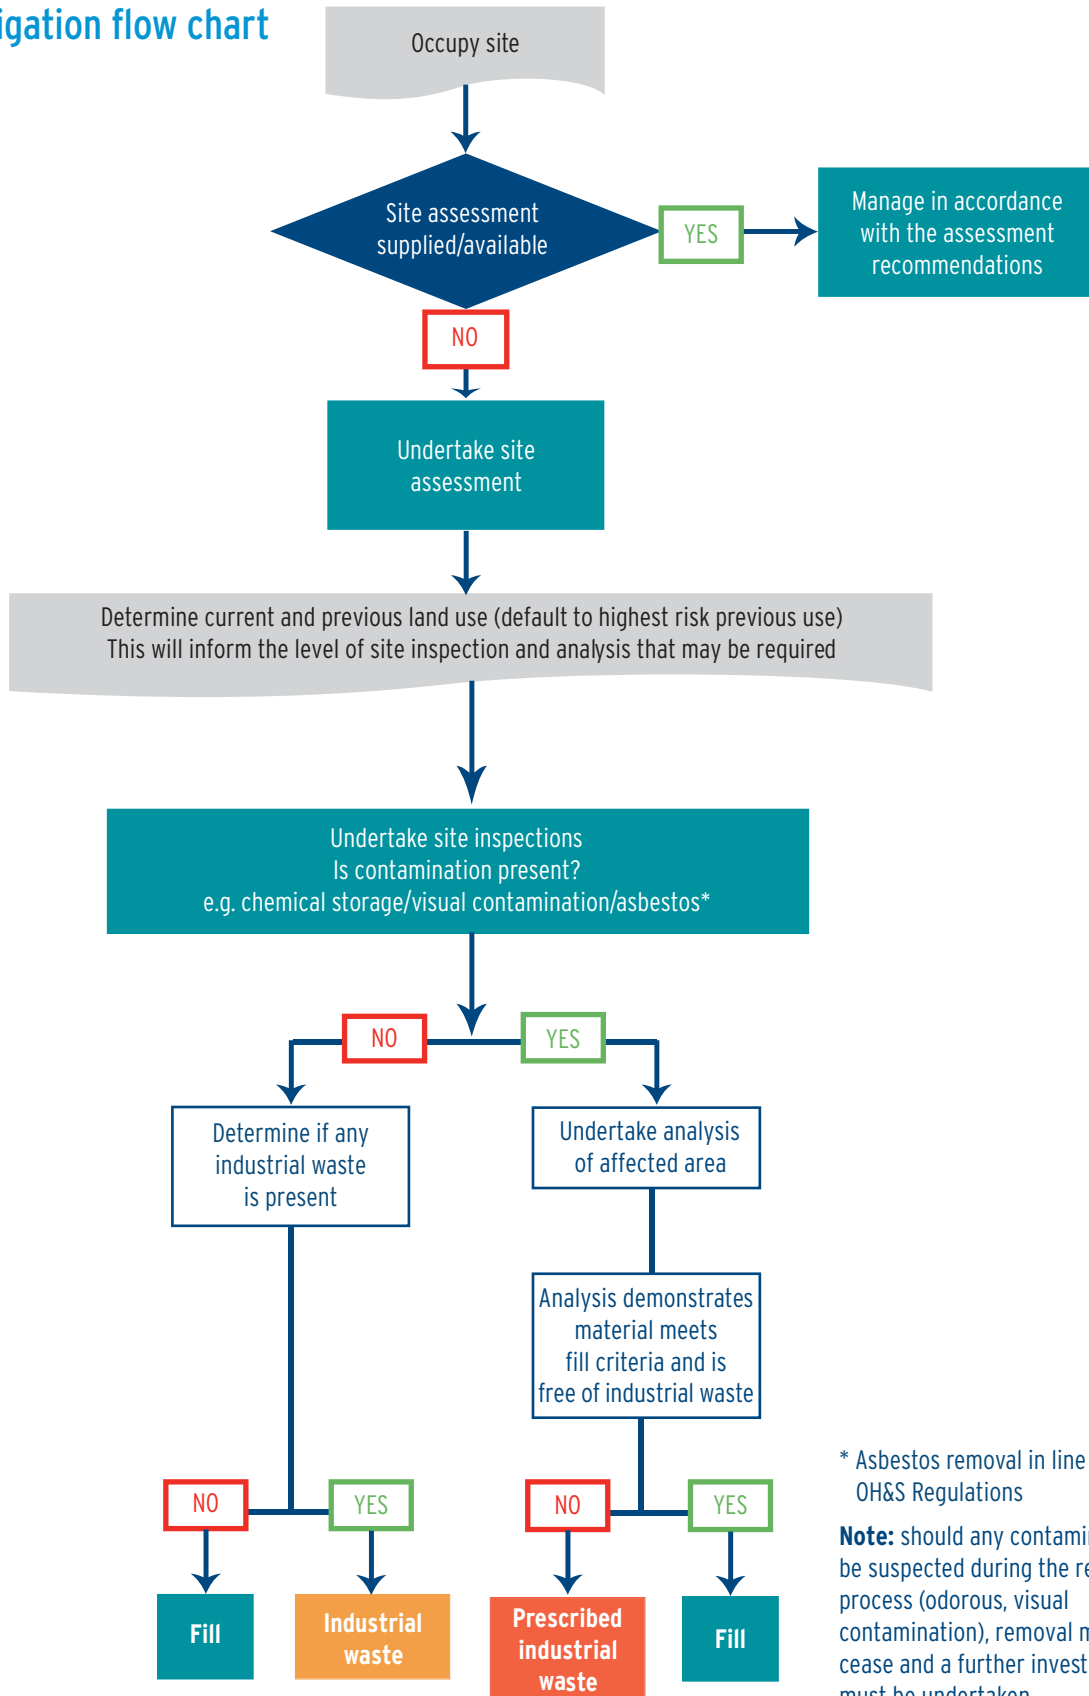 flow chart
Occupy site
Site assessment
supplied/available
YES
Manage in accordance
with the assessment
recommendations
NO
Undertake site
assessment
Determine current and previous land use (default to highest risk previous use)
This will inform the level of site inspection and analysis that may be required
Undertake site inspections
Is contamination present?
e.g. chemical storage/visual contamination/asbestos*
NO
YES
Determine if any
industrial waste
is present
Undertake analysis
of affected area
Analysis demonstrates
material meets
fill criteria and is
free of industrial waste
NO
YES
NO
YES
Fill
Industrial
waste
Prescribed
industrial
waste
Fill
* Asbestos removal in line
OH&S Regulations
Note: should any
be suspected during the
process (odorous, visual
contamination), removal
cease and a further
must be undertaken